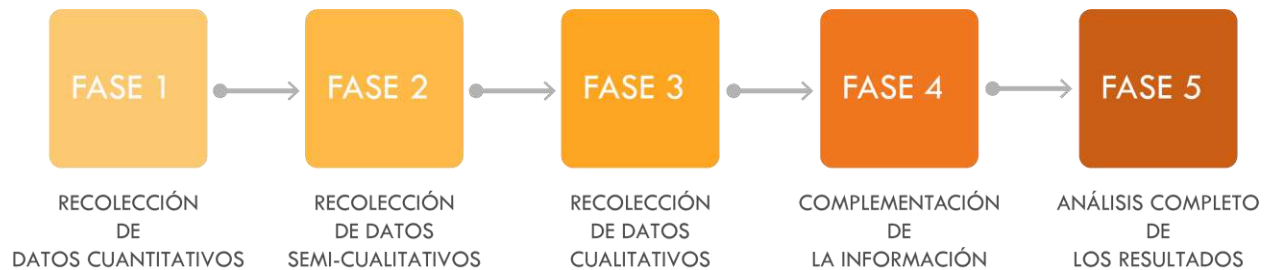 FASE 1
FASE 2
FASE 3
FASE 4
FASE 5
RECOLECCIÓN
DE
DATOS CUANTITATIVOS
RECOLECCIÓN
DE DATOS
SEMI-CUALITATIVOS
RECOLECCIÓN
DE DATOS
CUALITATIVOS
COMPLEMENTACIÓN
DE
LA INFORMACIÓN
ANÁLISIS COMPLETO
DE
LOS RESULTADOS